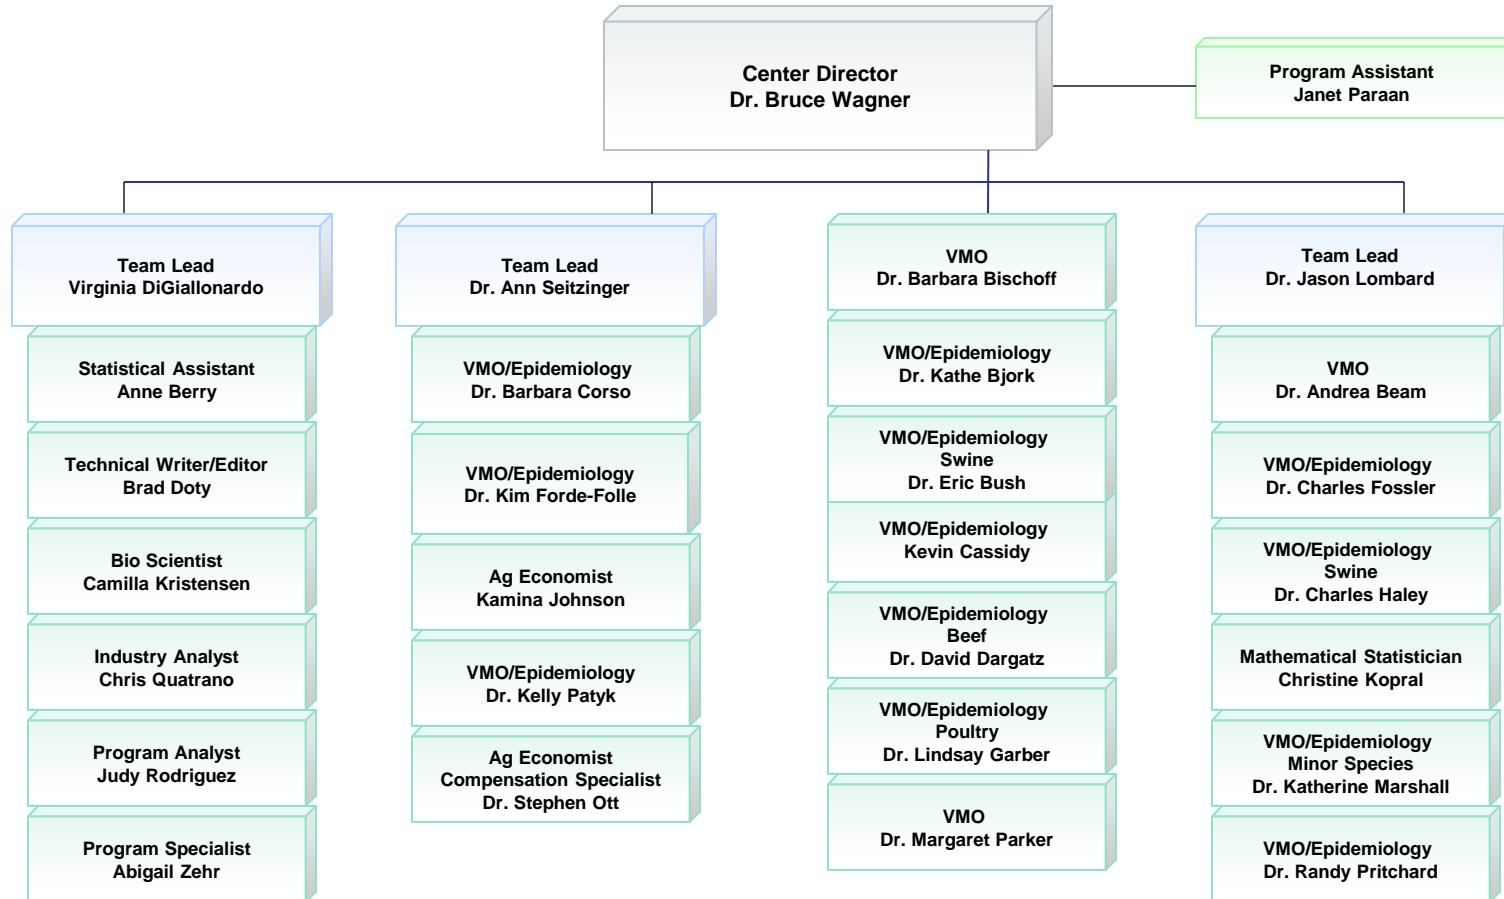 Center Director
Dr. Bruce Wagner
Program Assistant
Janet Paraan
Team Lead
Virginia DiGiallonardo
Statistical Assistant
Anne Berry
Technical Writer/Editor
Brad Doty
Bio Scientist
Camilla Kristensen
Industry Analyst
Chris Quatrano
Program Analyst
Judy Rodriguez
Program Specialist
Abigail Zehr
Team Lead
Dr. Ann Seitzinger
VMO/Epidemiology
Dr. Barbara Corso
VMO/Epidemiology
Dr. Kim Forde-Folle
Ag Economist
Kamina Johnson
VMO/Epidemiology
Dr. Kelly Patyk
Ag Economist
Compensation Specialist
Dr. Stephen Ott
VMO
Dr. Barbara Bischoff
VMO/Epidemiology
Dr. Kathe Bjork
VMO/Epidemiology
Swine
Dr. Eric Bush
VMO/Epidemiology
Kevin Cassidy
VMO/Epidemiology
Beef
Dr. David Dargatz
VMO/Epidemiology
Poultry
Dr. Lindsay Garber
VMO
Dr. Margaret Parker
Team Lead
Dr. Jason Lombard
VMO
Dr. Andrea Beam
VMO/Epidemiology
Dr. Charles Fossler
VMO/Epidemiology
Swine
Dr. Charles Haley
Mathematical Statistician
Christine Kopral
VMO/Epidemiology
Minor Species
Dr. Katherine Marshall
VMO/Epidemiology
Dr. Randy Pritchard